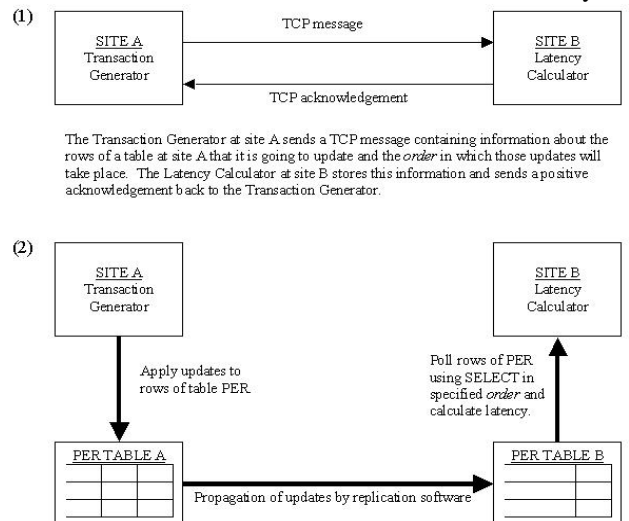 (1)
SITE A
Transaction
Generator
TCP message
SITE B
Latency
Calculator
TCP acknowledgement
The Transaction Generator at site A sends a TCP message containing information about the
rows of a table at site A that it is going to update and the order in which those updates will
take place. The Latency Calculator at site B stores this information and sends a positive
acknowledgement back to the Transaction Generator.
(2)
SITE A
Transaction
Generator
SITE B
Latency
Calculator
Apply updates to
rows of table PER.
Poll rows of PER
using SELECT in
specified order and
calculate latency.
PER TABLE A
PER TABLE B
Propagation of updates by replication software